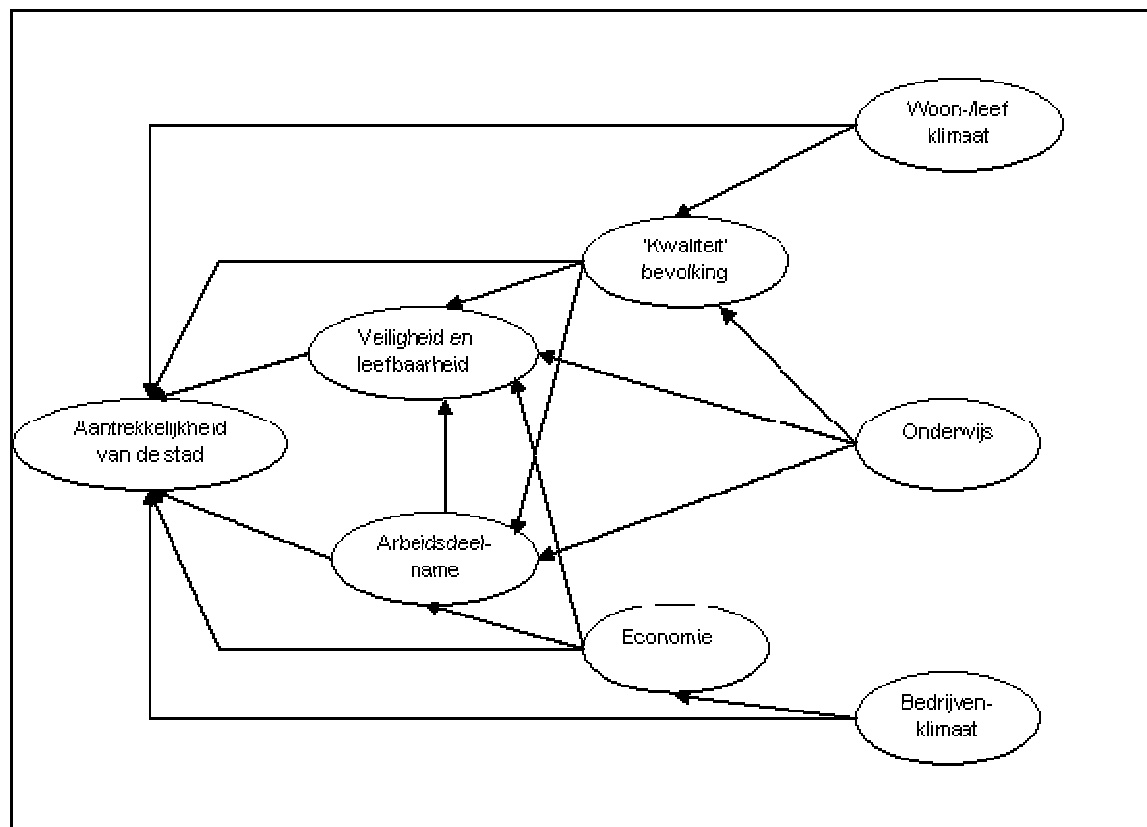 Woon-/leef
klimaat
'Kwaliteit'
bevolking
Veiligheid en
leefbaarheid
Aantrekkelijkheid
van de stad
Onderwijs
Arbeidsdeel-
name
Economie
Bedrijven-
klimaat